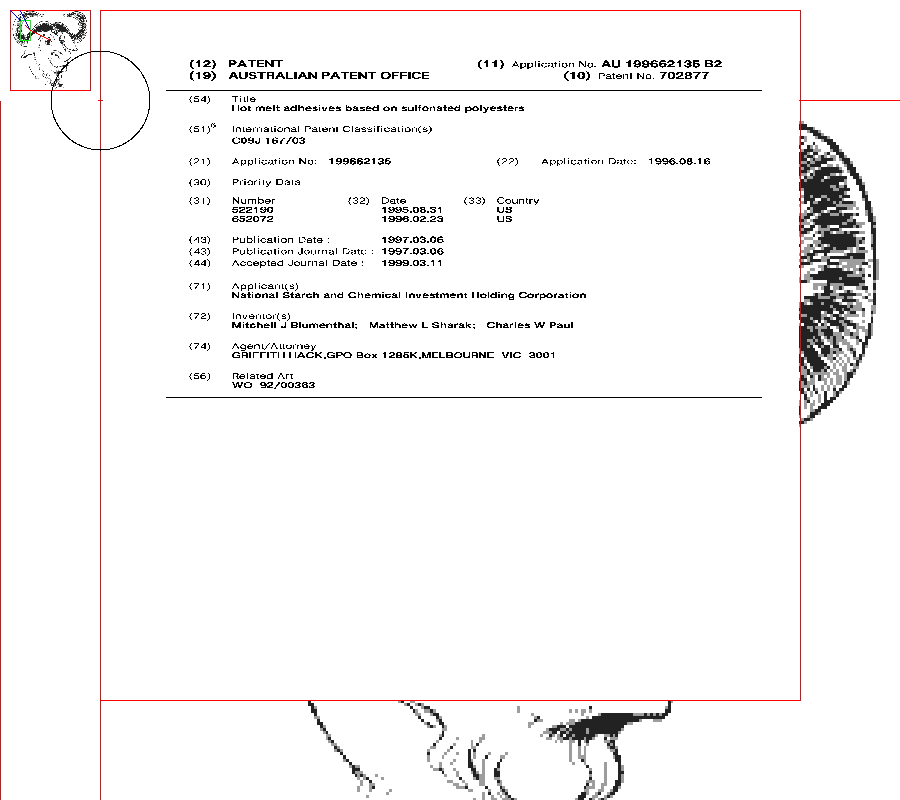 (12) PATENT (11) Application No. AU 199662135 B2
(19) AUSTRALIAN PATENT OFFICE (10) Patent No. 702877
(54) Title
Hot melt adhesives based on sulfonated polyesters
(51)6 International Patent Classification(s)
C09J 167/03
(21) Application No: 199662135 (22) Application Date: 1996.08.16
(30) Priority Data
(31) Number (32) Date (33) Country
522190 1995.08.31 US
652072 1996.02.23 US
(43) Publication Date : 1997.03.06
(43) Publication Journal Date : 1997.03.06
(44) Accepted Journal Date : 1999.03.11
(71) Applicant(s)
National Starch and Chemical Investment Holding Corporation
(72) Inventor(s)
Mitchell J Blumenthal; Matthew L Sharak; Charles W Paul
(74) Agent/Attorney
GRIFFITH HACK,GPO Box 1285K,MELBOURNE VIC 3001
(56) Related Art
WO 92/00363